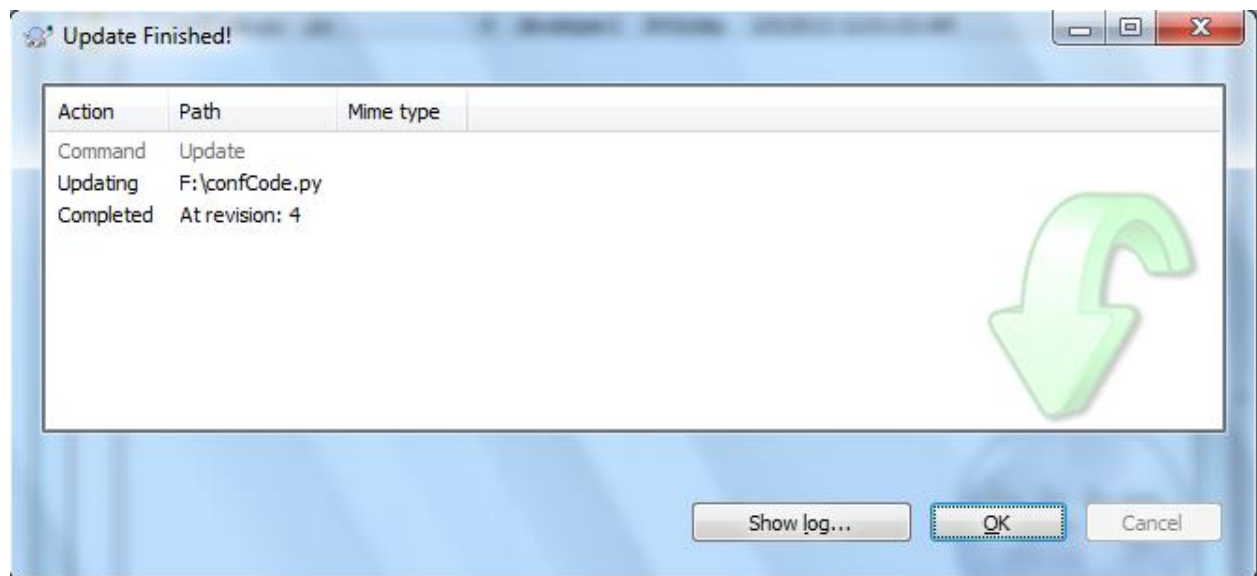 Update Finished!
Action Path Mime type
Command Update
Updating F:\confCode.py
Completed At revision: 4
Show log... OK Cancel